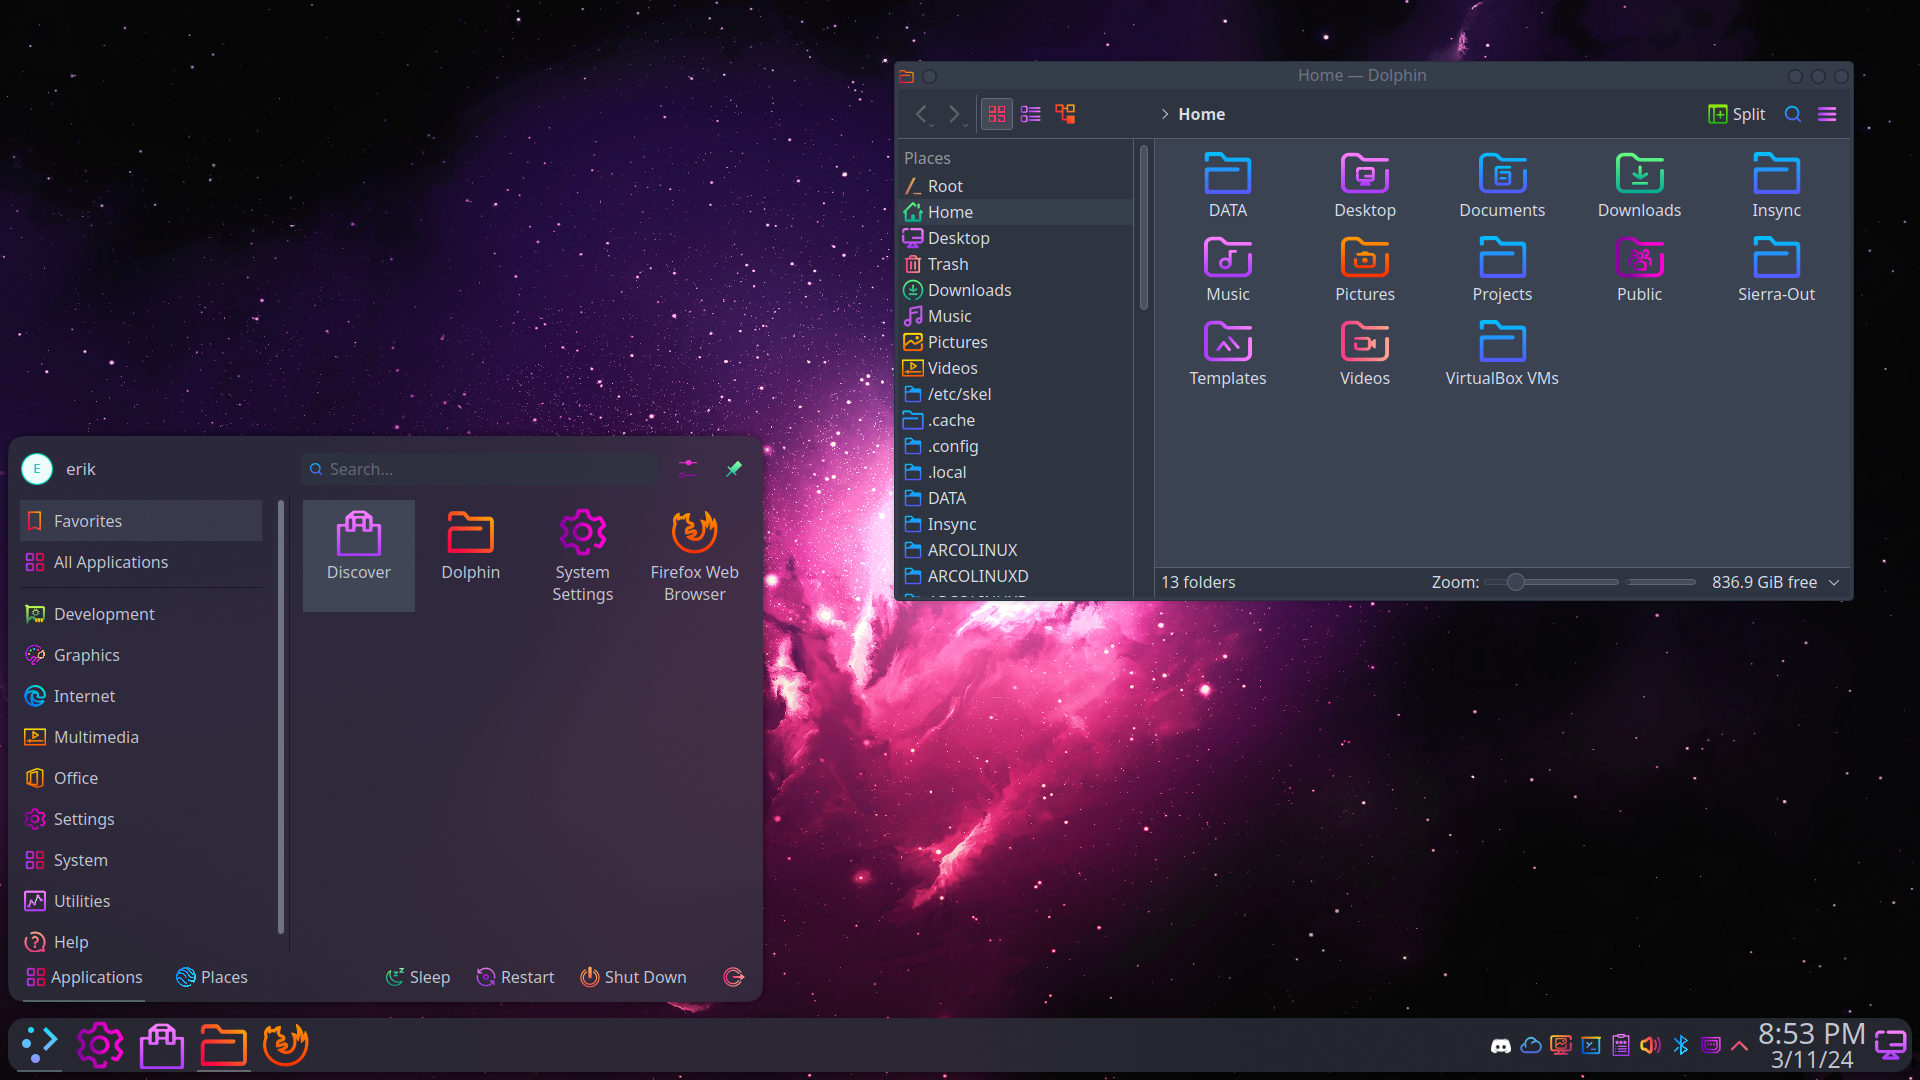 Home — Dolphin
Home
Split
Places
Root
Home
Desktop
Trash
Downloads
Music
Pictures
Videos
/etc/skel
.cache
.config
.local
DATA
Insync
ARCOLINUX
ARCOLINUXD
DATA
Desktop
Documents
Downloads
Insync
Music
Pictures
Projects
Public
Sierra-Out
Templates
Videos
VirtualBox VMs
13 folders
Zoom:
836.9 GiB free
E
erik
Search...
Favorites
All Applications
Development
Graphics
Internet
Multimedia
Office
Settings
System
Utilities
Help
Discover
Dolphin
System
Settings
Firefox Web
Browser
Applications
Places
Sleep
Restart
Shut Down
8:53 PM
3/11/24